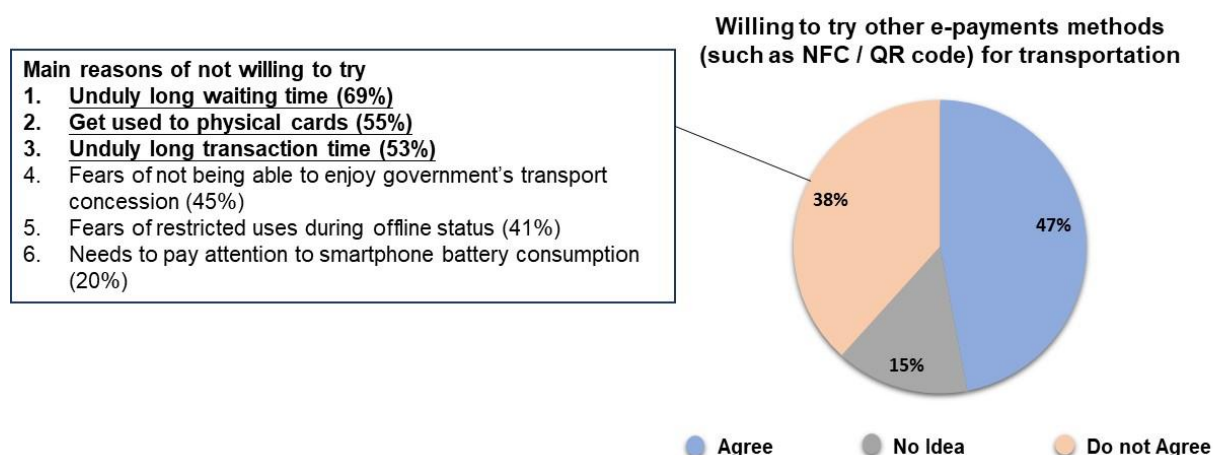 Willing to try other e-payments methods
(such as NFC / QR code) for transportation
Main reasons of not willing to try
1. Unduly long waiting time (69%)
2. Get used to physical cards (55%)
3. Unduly long transaction time (53%)
4. Fears of not being able to enjoy government's transport
concession (45%)
5. Fears of restricted uses during offline status (41%)
6. Needs to pay attention to smartphone battery consumption
(20%)
38%
47%
15%
Agree
No Idea
Do not Agree